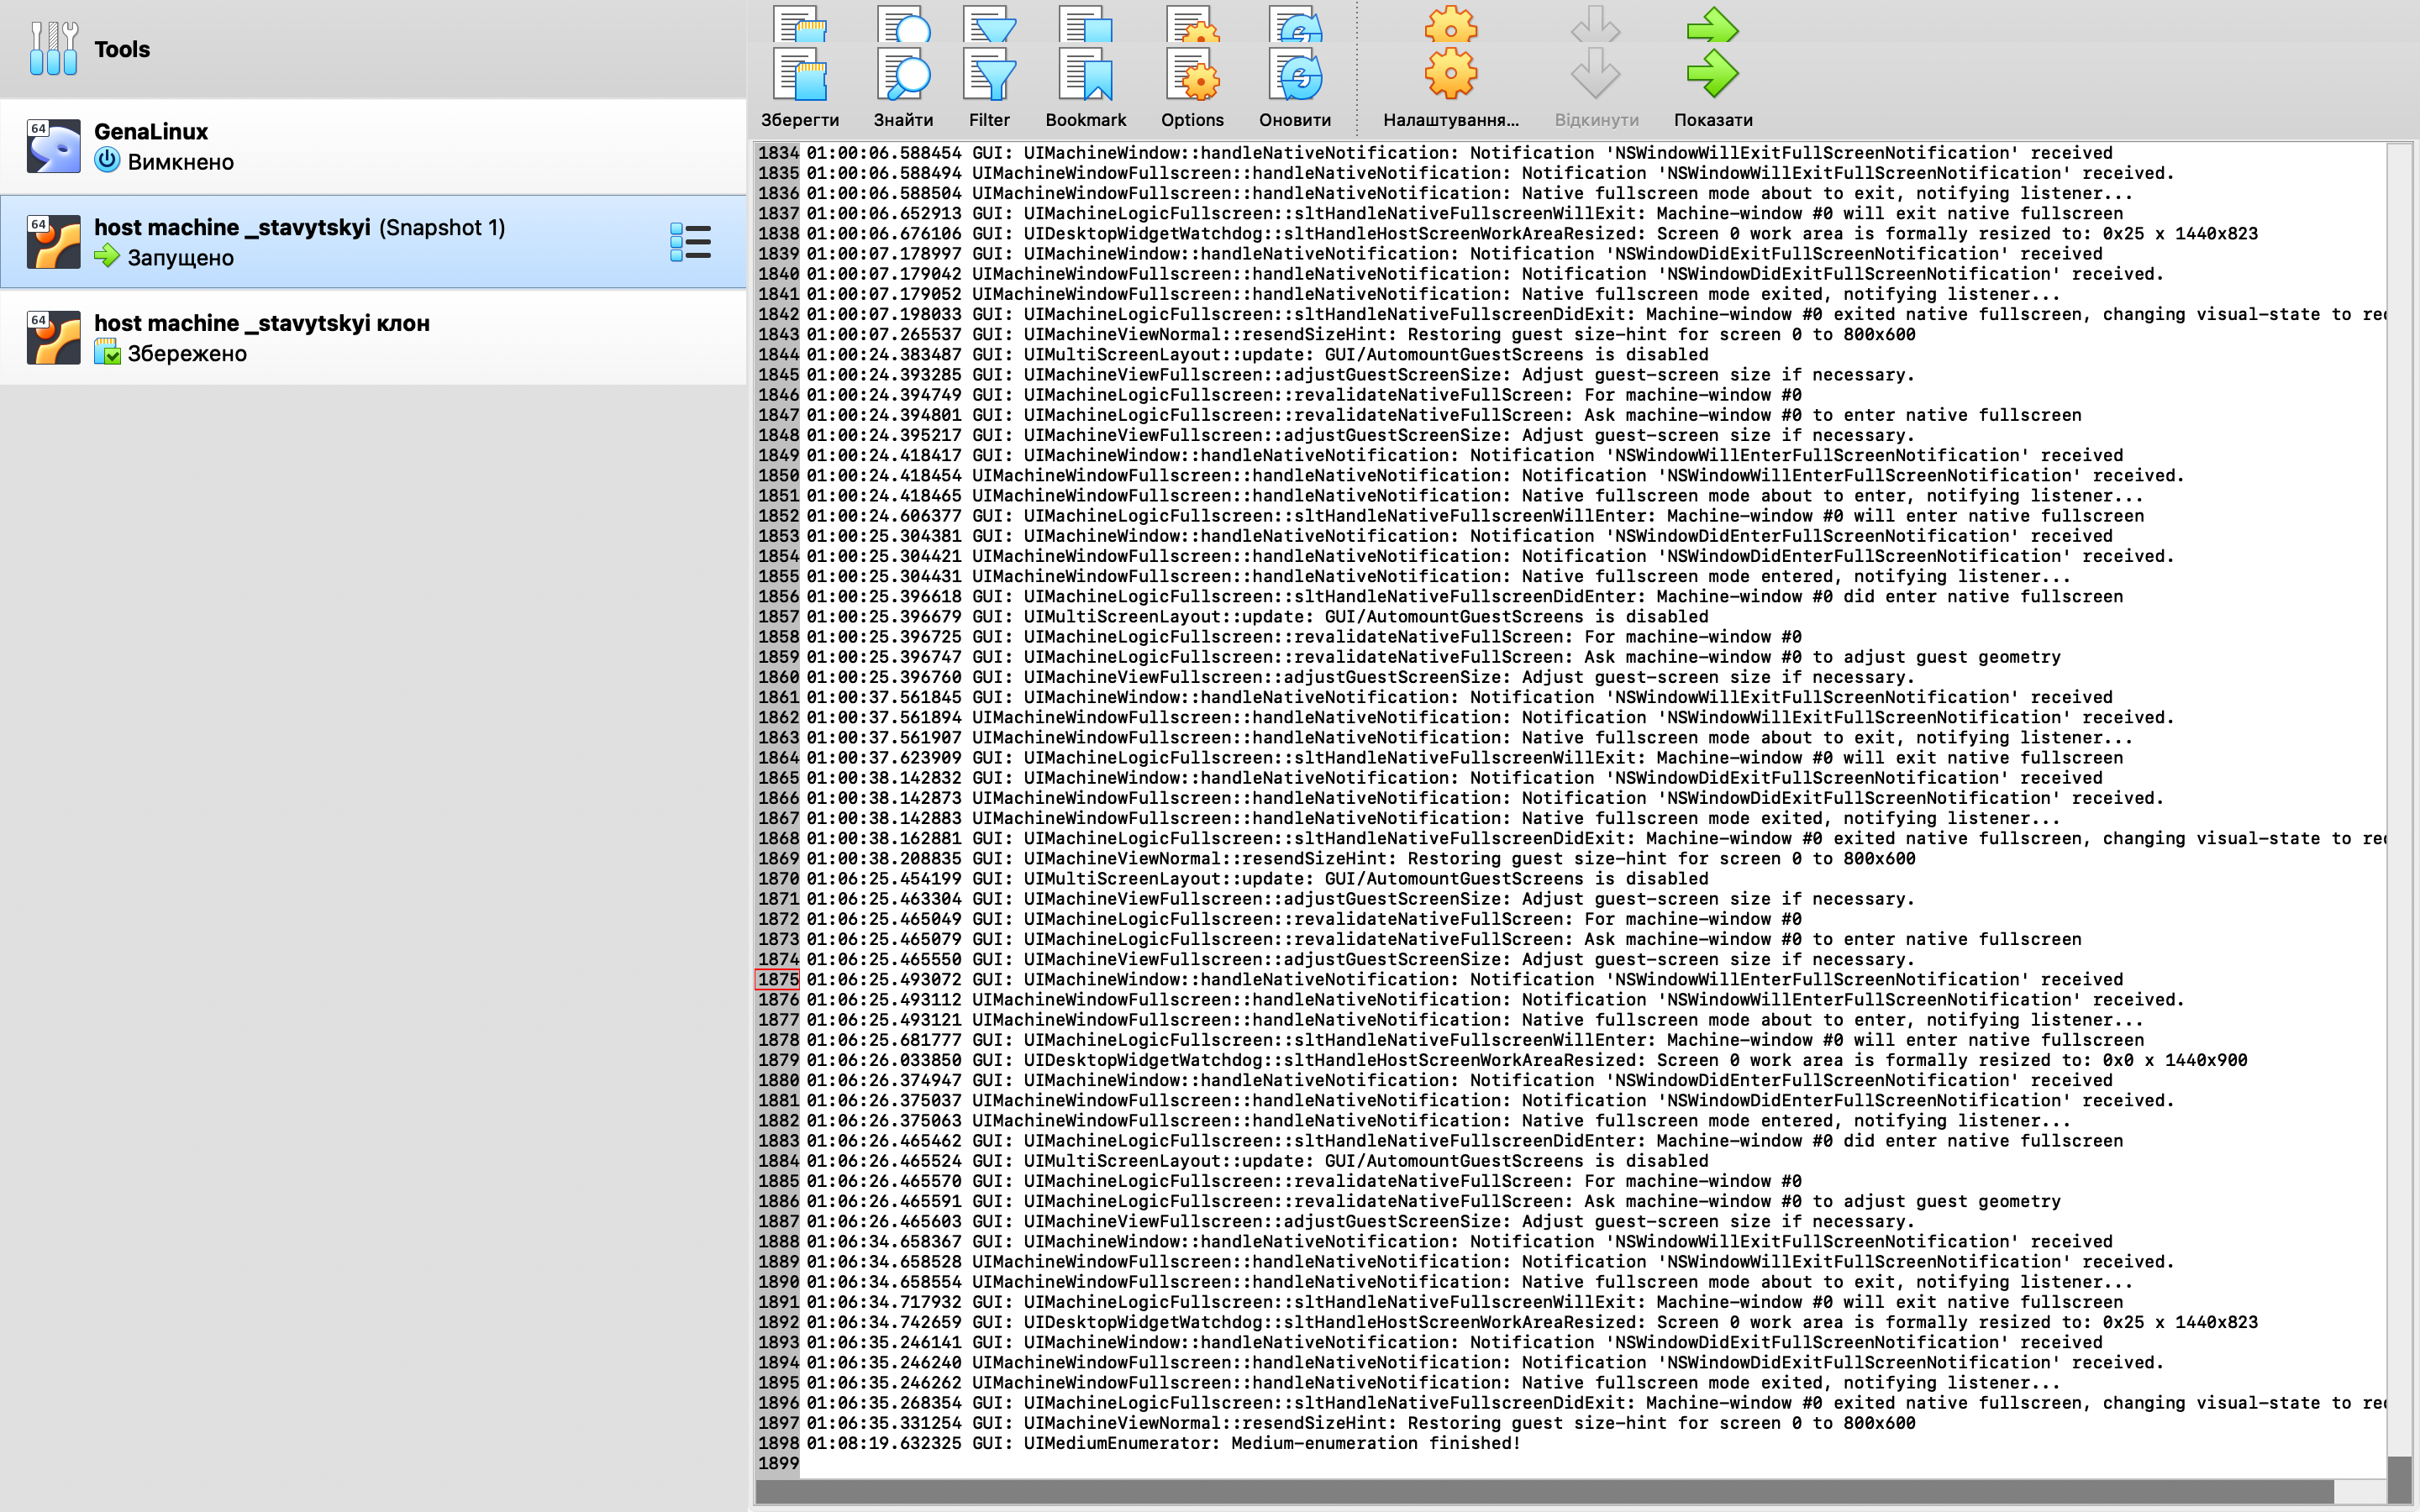 Tools
64
GenaLinux
Вимкнено
64
host machine _stavytskyi (Snapshot 1)
Запущено
64
host machine _stavytskyi клон
Збережено
Зберегти Знайти Filter Bookmark Options Оновити Налаштування... Відкинути Показати
1834 01:00:06.588454 GUI: UIMachineWindow::handleNativeNotification: Notification 'NSWindowWillExitFullScreenNotification' received
1835 01:00:06.588494 UIMachineWindowFullscreen::handleNativeNotification: Notification 'NSWindowWillExitFullScreenNotification' received.
1836 01:00:06.588504 UIMachineWindowFullscreen::handleNativeNotification: Native fullscreen mode about to exit, notifying listener...
1837 01:00:06.652913 GUI: UIMachineLogicFullscreen::sltHandleNativeFullscreenWillExit: Machine-window #0 will exit native fullscreen
1838 01:00:06.676106 GUI: UIDesktopWidgetWatchdog::sltHandleHostScreenWorkAreaResized: Screen 0 work area is formally resized to: 0x25 x 1440x823
1839 01:00:07.178997 GUI: UIMachineWindow::handleNativeNotification: Notification 'NSWindowDidExitFullScreenNotification' received
1840 01:00:07.179042 UIMachineWindowFullscreen::handleNativeNotification: Notification 'NSWindowDidExitFullScreenNotification' received.
1841 01:00:07.179052 UIMachineWindowFullscreen::handleNativeNotification: Native fullscreen mode exited, notifying listener...
1842 01:00:07.198033 GUI: UIMachineLogicFullscreen::sltHandleNativeFullscreenDidExit: Machine-window #0 exited native fullscreen, changing visual-state to
1843 01:00:07.265537 GUI: UIMachineViewNormal::resendSizeHint: Restoring guest size-hint for screen 0 to 800x600
1844 01:00:24.383487 GUI: UIMultiScreenLayout::update: GUI/AutomountGuestScreens is disabled
1845 01:00:24.393285 GUI: UIMachineViewFullscreen::adjustGuestScreenSize: Adjust guest-screen size if necessary.
1846 01:00:24.394749 GUI: UIMachineLogicFullscreen::revalidateNativeFullScreen: For machine-window #0
1847 01:00:24.394801 GUI: UIMachineLogicFullscreen::revalidateNativeFullScreen: Ask machine-window #0 to enter native fullscreen
1848 01:00:24.395217 GUI: UIMachineViewFullscreen::adjustGuestScreenSize: Adjust guest-screen size if necessary.
1849 01:00:24.418417 GUI: UIMachineWindow::handleNativeNotification: Notification 'NSWindowWillEnterFullScreenNotification' received
1850 01:00:24.418454 UIMachineWindowFullscreen::handleNativeNotification: Notification 'NSWindowWillEnterFullScreenNotification' received.
1851 01:00:24.418465 UIMachineWindowFullscreen::handleNativeNotification: Native fullscreen mode about to enter, notifying listener...
1852 01:00:24.606377 GUI: UIMachineLogicFullscreen::sltHandleNativeFullscreenWillEnter: Machine-window #0 will enter native fullscreen
1853 01:00:25.304381 GUI: UIMachineWindow::handleNativeNotification: Notification 'NSWindowDidEnterFullScreenNotification' received
1854 01:00:25.304421 UIMachineWindowFullscreen::handleNativeNotification: Notification 'NSWindowDidEnterFullScreenNotification' received.
1855 01:00:25.304431 UIMachineWindowFullscreen::handleNativeNotification: Native fullscreen mode entered, notifying listener...
1856 01:00:25.396618 GUI: UIMachineLogicFullscreen::sltHandleNativeFullscreenDidEnter: Machine-window #0 did enter native fullscreen
1857 01:00:25.396679 GUI: UIMultiScreenLayout::update: GUI/AutomountGuestScreens is disabled
1858 01:00:25.396725 GUI: UIMachineLogicFullscreen::revalidateNativeFullScreen: For machine-window #0
1859 01:00:25.396747 GUI: UIMachineLogicFullscreen::revalidateNativeFullScreen: Ask machine-window #0 to adjust guest geometry
1860 01:00:25.396760 GUI: UIMachineViewFullscreen::adjustGuestScreenSize: Adjust guest-screen size if necessary.
1861 01:00:37.561845 GUI: UIMachineWindow::handleNativeNotification: Notification 'NSWindowWillExitFullScreenNotification' received
1862 01:00:37.561894 UIMachineWindowFullscreen::handleNativeNotification: Notification 'NSWindowWillExitFullScreenNotification' received.
1863 01:00:37.561907 UIMachineWindowFullscreen::handleNativeNotification: Native fullscreen mode about to exit, notifying listener...
1864 01:00:37.623909 GUI: UIMachineLogicFullscreen::sltHandleNativeFullscreenWillExit: Machine-window #0 will exit native fullscreen
1865 01:00:38.142832 GUI: UIMachineWindow::handleNativeNotification: Notification 'NSWindowDidExitFullScreenNotification' received
1866 01:00:38.142873 UIMachineWindowFullscreen::handleNativeNotification: Notification 'NSWindowDidExitFullScreenNotification' received.
1867 01:00:38.142883 UIMachineWindowFullscreen::handleNativeNotification: Native fullscreen mode exited, notifying listener...
1868 01:00:38.162881 GUI: UIMachineLogicFullscreen::sltHandleNativeFullscreenDidExit: Machine-window #0 exited native fullscreen, changing visual-state to
1869 01:00:38.208835 GUI: UIMachineViewNormal::resendSizeHint: Restoring guest size-hint for screen 0 to 800x600
1870 01:06:25.454199 GUI: UIMultiScreenLayout::update: GUI/AutomountGuestScreens is disabled
1871 01:06:25.463304 GUI: UIMachineViewFullscreen::adjustGuestScreenSize: Adjust guest-screen size if necessary.
1872 01:06:25.465049 GUI: UIMachineLogicFullscreen::revalidateNativeFullScreen: For machine-window #0
1873 01:06:25.465079 GUI: UIMachineLogicFullscreen::revalidateNativeFullScreen: Ask machine-window #0 to enter native fullscreen
1874 01:06:25.465550 GUI: UIMachineViewFullscreen::adjustGuestScreenSize: Adjust guest-screen size if necessary.
1875 01:06:25.493072 GUI: UIMachineWindow::handleNativeNotification: Notification 'NSWindowWillEnterFullScreenNotification' received
1876 01:06:25.493112 UIMachineWindowFullscreen::handleNativeNotification: Notification 'NSWindowWillEnterFullScreenNotification' received.
1877 01:06:25.493121 UIMachineWindowFullscreen::handleNativeNotification: Native fullscreen mode about to enter, notifying listener...
1878 01:06:25.681777 GUI: UIMachineLogicFullscreen::sltHandleNativeFullscreenWillEnter: Machine-window #0 will enter native fullscreen
1879 01:06:26.033850 GUI: UIDesktopWidgetWatchdog::sltHandleHostScreenWorkAreaResized: Screen 0 work area is formally resized to: 0x0 x 1440x900
1880 01:06:26.374947 GUI: UIMachineWindow::handleNativeNotification: Notification 'NSWindowDidEnterFullScreenNotification' received
1881 01:06:26.375037 UIMachineWindowFullscreen::handleNativeNotification: Notification 'NSWindowDidEnterFullScreenNotification' received.
1882 01:06:26.375063 UIMachineWindowFullscreen::handleNativeNotification: Native fullscreen mode entered, notifying listener...
1883 01:06:26.465462 GUI: UIMachineLogicFullscreen::sltHandleNativeFullscreenDidEnter: Machine-window #0 did enter native fullscreen
1884 01:06:26.465524 GUI: UIMultiScreenLayout::update: GUI/AutomountGuestScreens is disabled
1885 01:06:26.465570 GUI: UIMachineLogicFullscreen::revalidateNativeFullScreen: For machine-window #0
1886 01:06:26.465591 GUI: UIMachineLogicFullscreen::revalidateNativeFullScreen: Ask machine-window #0 to adjust guest geometry
1887 01:06:26.465603 GUI: UIMachineViewFullscreen::adjustGuestScreenSize: Adjust guest-screen size if necessary.
1888 01:06:34.658367 GUI: UIMachineWindow::handleNativeNotification: Notification 'NSWindowWillExitFullScreenNotification' received
1889 01:06:34.658528 UIMachineWindowFullscreen::handleNativeNotification: Notification 'NSWindowWillExitFullScreenNotification' received.
1890 01:06:34.658554 UIMachineWindowFullscreen::handleNativeNotification: Native fullscreen mode about to exit, notifying listener...
1891 01:06:34.717932 GUI: UIMachineLogicFullscreen::sltHandleNativeFullscreenWillExit: Machine-window #0 will exit native fullscreen
1892 01:06:34.742659 GUI: UIDesktopWidgetWatchdog::sltHandleHostScreenWorkAreaResized: Screen 0 work area is formally resized to: 0x25 x 1440x823
1893 01:06:35.246141 GUI: UIMachineWindow::handleNativeNotification: Notification 'NSWindowDidExitFullScreenNotification' received
1894 01:06:35.246240 UIMachineWindowFullscreen::handleNativeNotification: Notification 'NSWindowDidExitFullScreenNotification' received.
1895 01:06:35.246262 UIMachineWindowFullscreen::handleNativeNotification: Native fullscreen mode exited, notifying listener...
1896 01:06:35.268354 GUI: UIMachineLogicFullscreen::sltHandleNativeFullscreenDidExit: Machine-window #0 exited native fullscreen, changing visual-state to
1897 01:06:35.331254 GUI: UIMachineViewNormal::resendSizeHint: Restoring guest size-hint for screen 0 to 800x600
1898 01:08:19.632325 GUI: UIMediumEnumerator: Medium-enumeration finished!
1899